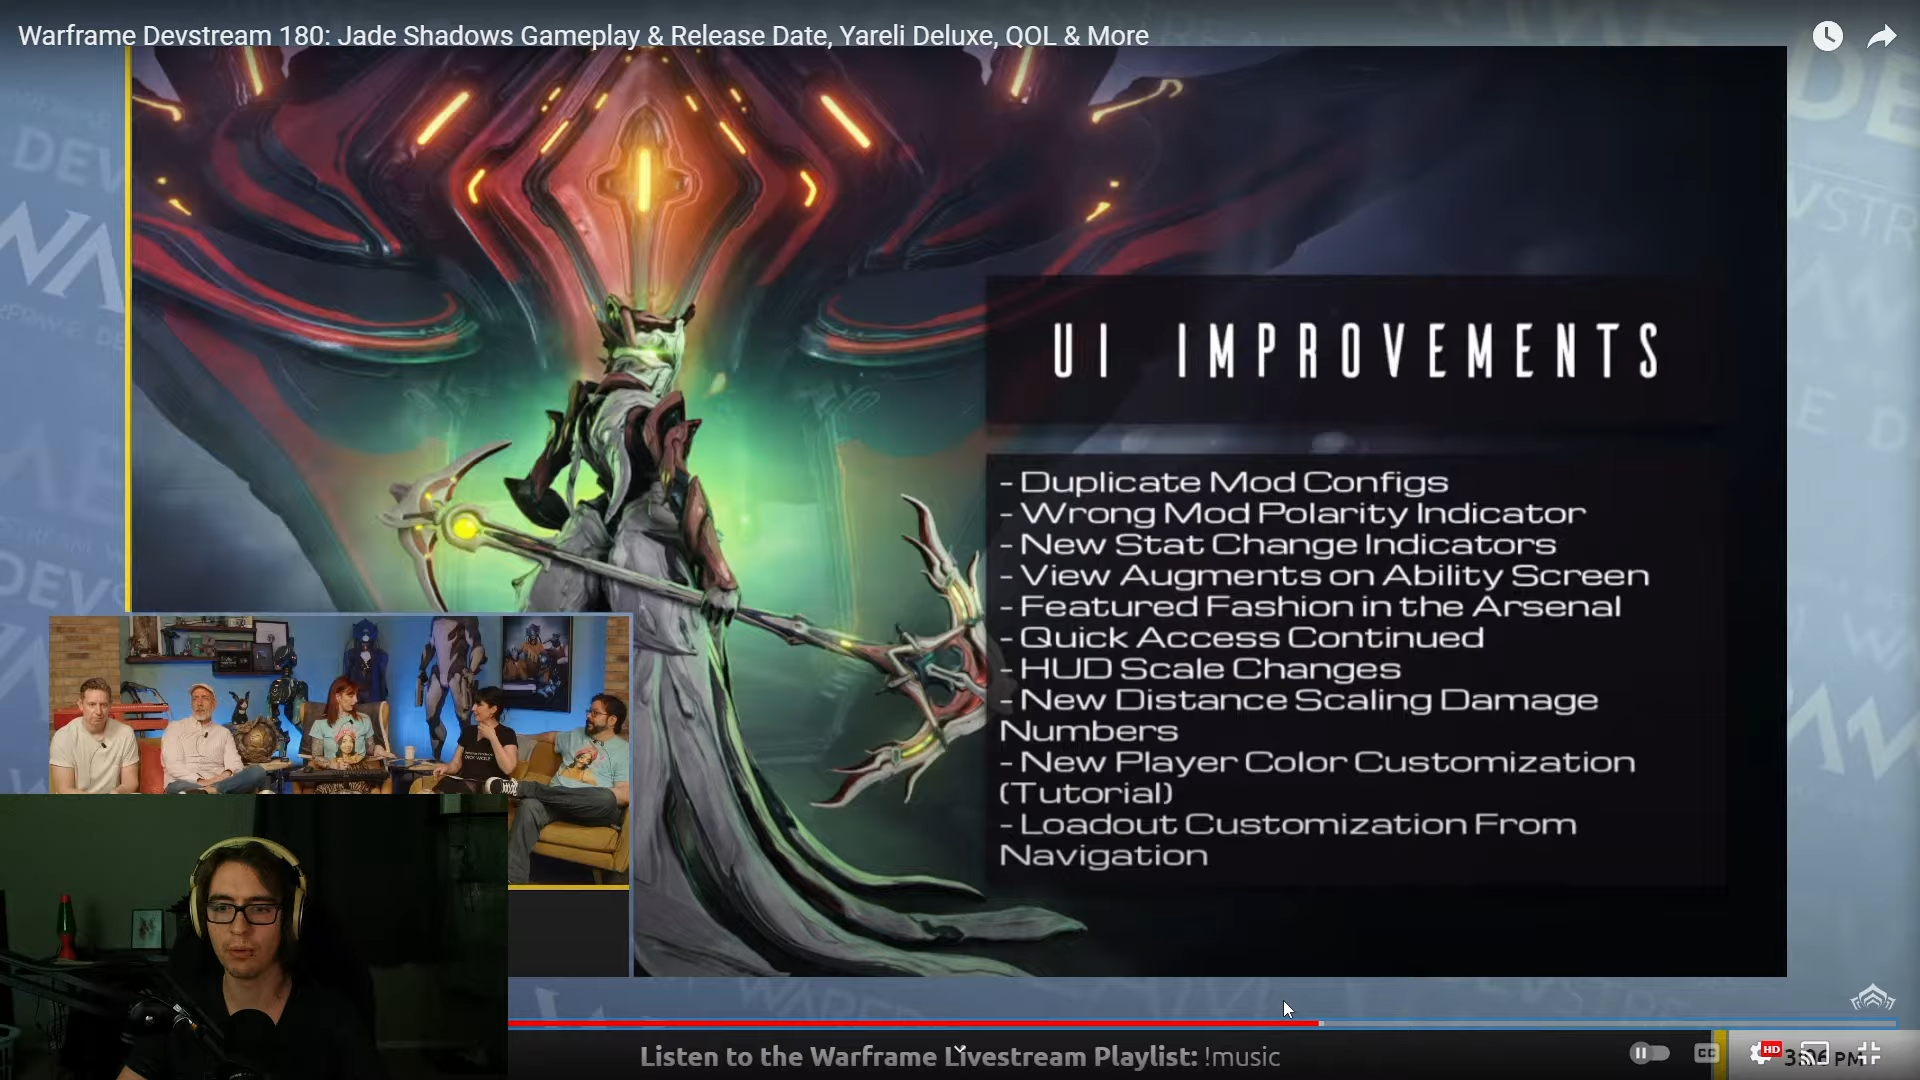 Warframe Devstream 180: Jade Shadows Gameplay & Release Date, Yareli Deluxe, QOL & More
UI IMPROVEMENTS
- Duplicate Mod Configs
- Wrong Mod Polarity Indicator
- New Stat Change Indicators
- View Augments on Ability Screen
- Featured Fashion in the Arsenal
- Quick Access Continued
- HUD Scale Changes
- New Distance Scaling Damage
Numbers
- New Player Color Customization
(Tutorial)
- Loadout Customization From
Navigation
Listen to the Warframe Livestream Playlist: !music
CC
HD